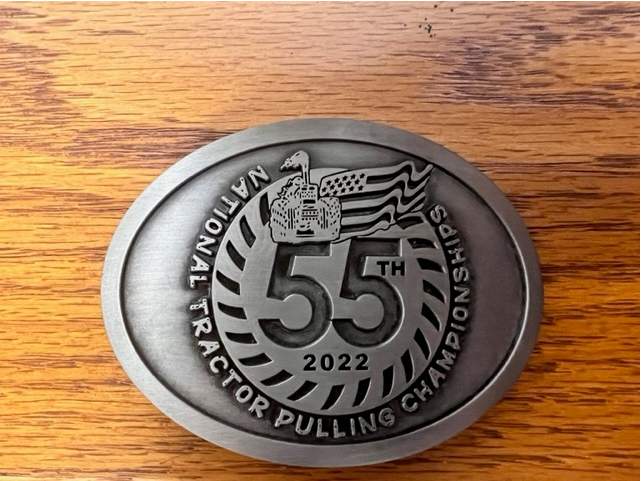 NATIONAL TRACTOR PULLING CHAMPIONSHIPS
55TH
2022